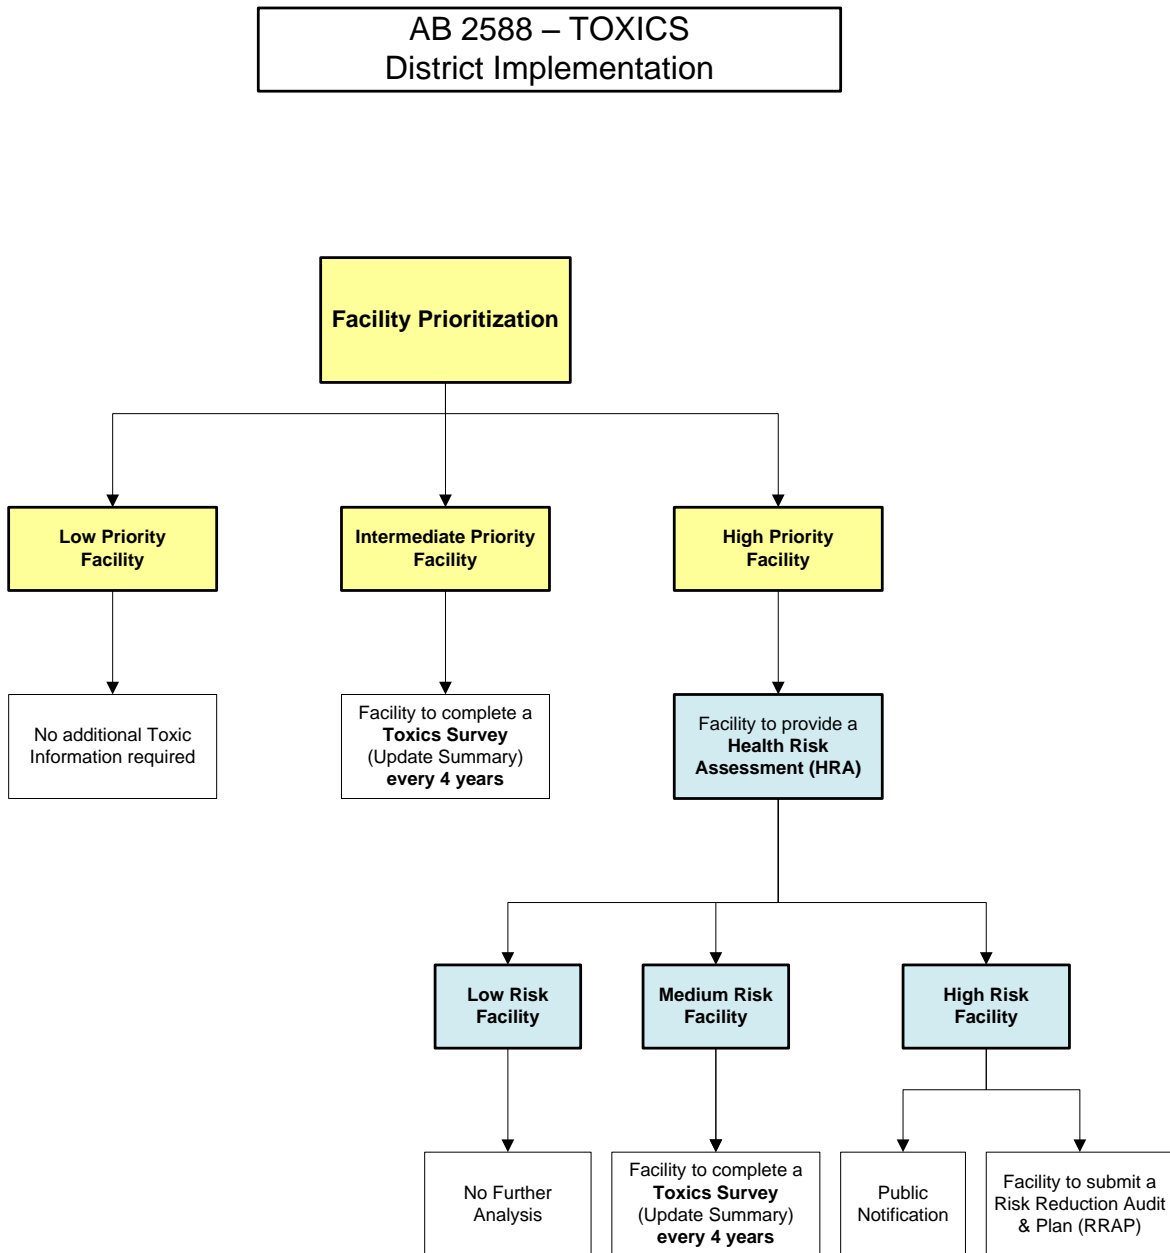 AB 2588 – TOXICS
District Implementation
Facility Prioritization
Low Priority
Facility
Intermediate Priority
Facility
High Priority
Facility
No additional Toxic
Information required
Facility to complete a
Toxics Survey
(Update Summary)
every 4 years
Facility to provide a
Health Risk
Assessment (HRA)
Low Risk
Facility
Medium Risk
Facility
High Risk
Facility
No Further
Analysis
Facility to complete a
Toxics Survey
(Update Summary)
every 4 years
Public
Notification
Facility to submit a
Risk Reduction Audit
& Plan (RRAP)